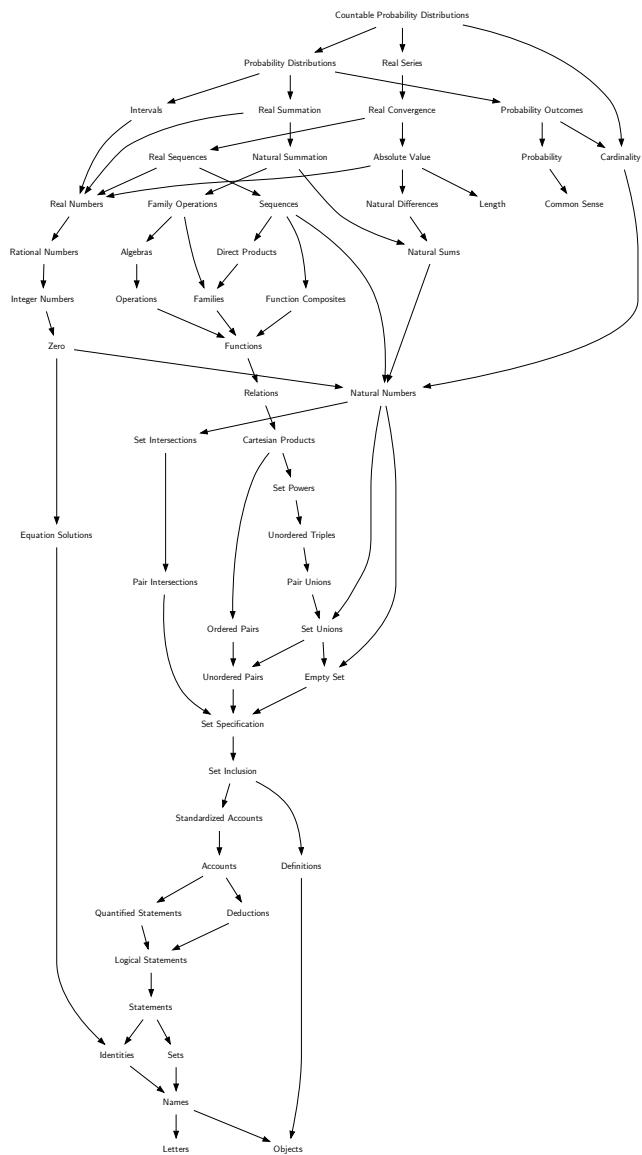 Countable Probability Distributions
Probability Distributions
Real Series
Intervals
Real Summation
Real Convergence
Probability Outcomes
Real Sequences
Natural Summation
Absolute Value
Probability
Cardinality
Real Numbers
Family Operations
Sequences
Natural Differences
Length
Common Sense
Rational Numbers
Algebras
Direct Products
Natural Sums
Integer Numbers
Operations
Families
Function Composites
Zero
Functions
Relations
Natural Numbers
Set Intersections
Cartesian Products
Set Powers
Equation Solutions
Unordered Triples
Pair Intersections
Pair Unions
Ordered Pairs
Set Unions
Unordered Pairs
Empty Set
Set Specification
Set Inclusion
Standardized Accounts
Accounts
Definitions
Quantified Statements
Deductions
Logical Statements
Statements
Identities
Sets
Names
Letters
Objects